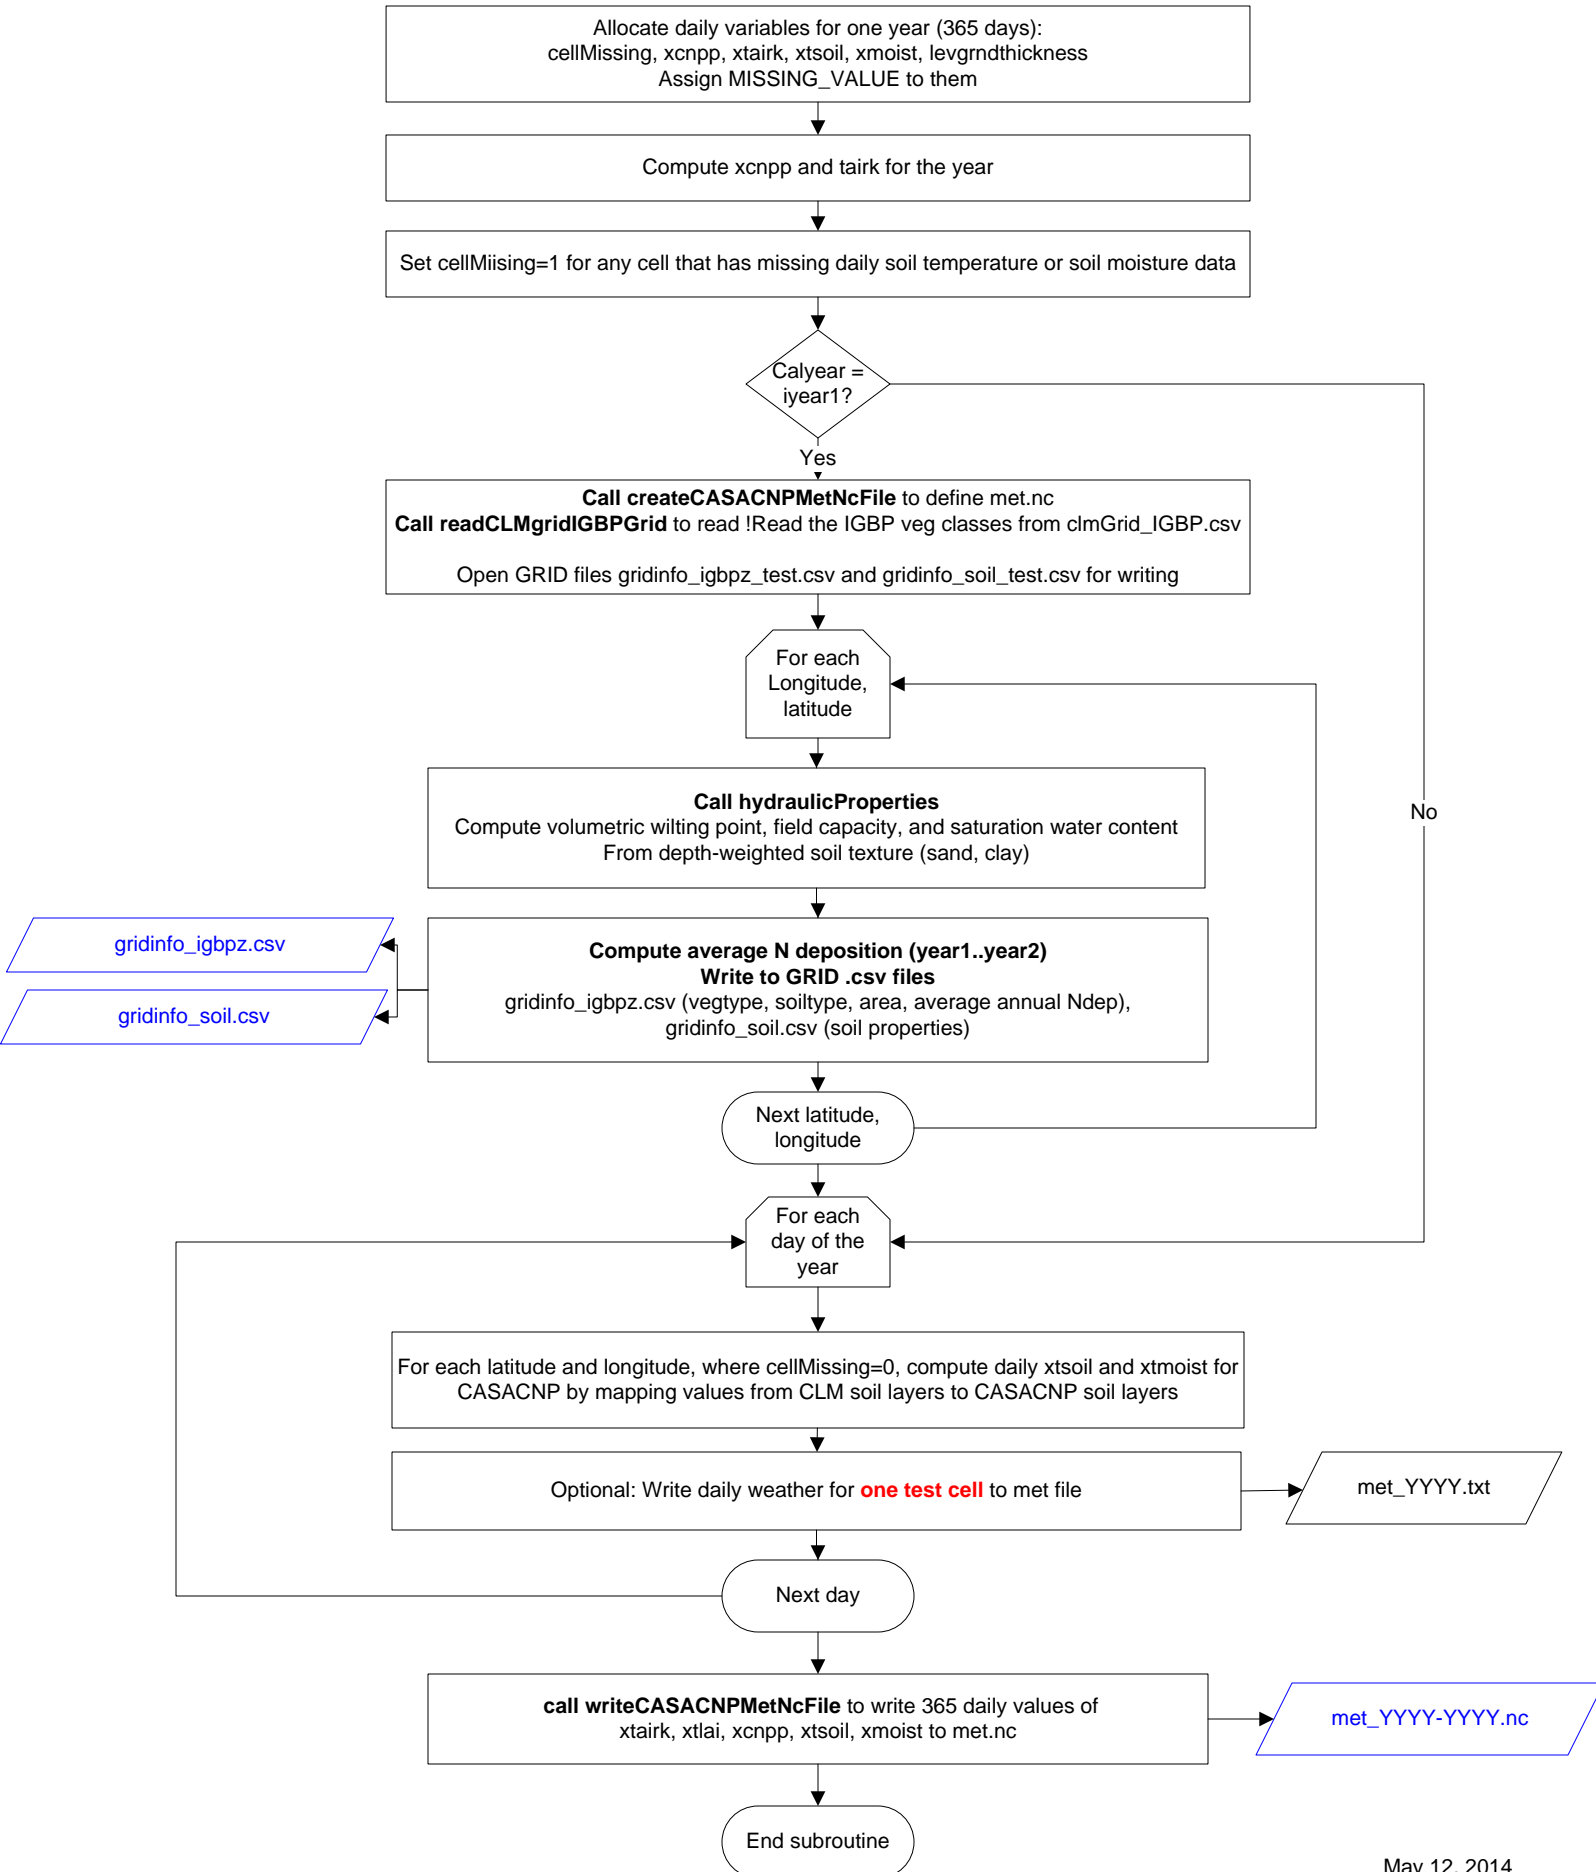 Allocate daily variables for one year (365 days):
cellMissing, xcnpp, xtairk, xtsoil, xmoist, levgrndthickness
Assign MISSING_VALUE to them
Compute xcnpp and tairk for the year
Set cellMiising=1 for any cell that has missing daily soil temperature or soil moisture data
Calyear =
iyear1?
Yes
Call createCASACNPMetNcFile to define met.nc
Call readCLMgridIGBPGrid to read !Read the IGBP veg classes from clmGrid_IGBP.csv
Open GRID files gridinfo_igbpz_test.csv and gridinfo_soil_test.csv for writing
For each
Longitude,
latitude
Call hydraulicProperties
Compute volumetric wilting point, field capacity, and saturation water content
From depth-weighted soil texture (sand, clay)
No
gridinfo_igbpz.csv
gridinfo_soil.csv
Compute average N deposition (year1..year2)
Write to GRID .csv files
gridinfo_igbpz.csv (vegtype, soiltype, area, average annual Ndep),
gridinfo_soil.csv (soil properties)
Next latitude,
longitude
For each
day of the
year
For each latitude and longitude, where cellMissing=0, compute daily xtsoil and xtmoist for
CASACNP by mapping values from CLM soil layers to CASACNP soil layers
Optional: Write daily weather for one test cell to met file
met_YYYY.txt
Next day
call writeCASACNPMetNcFile to write 365 daily values of
xtairk, xtlai, xcnpp, xtsoil, xmoist to met.nc
met_YYYY-YYYY.nc
End subroutine
May 12, 2014